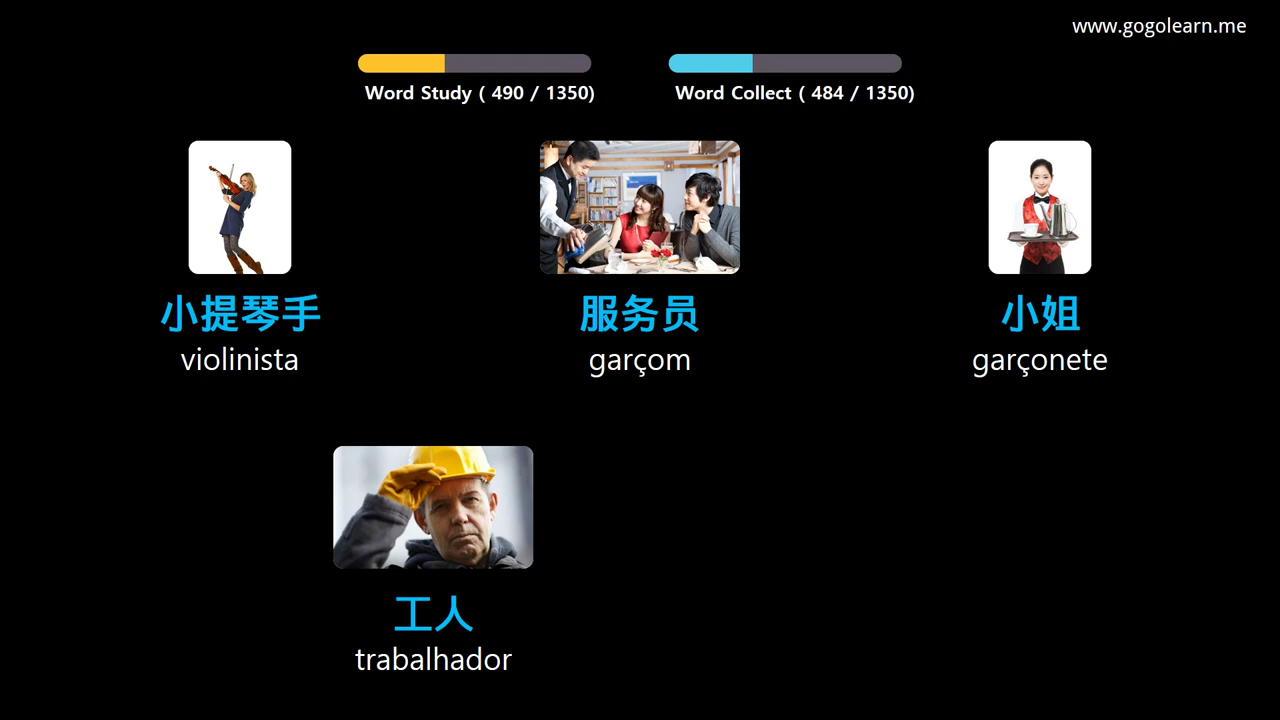 www.gogolearn.me
Word Study ( 490 / 1350)
Word Collect ( 484 / 1350)
小提琴手
violinista
服务员
garçom
小姐
garçonete
工人
trabalhador